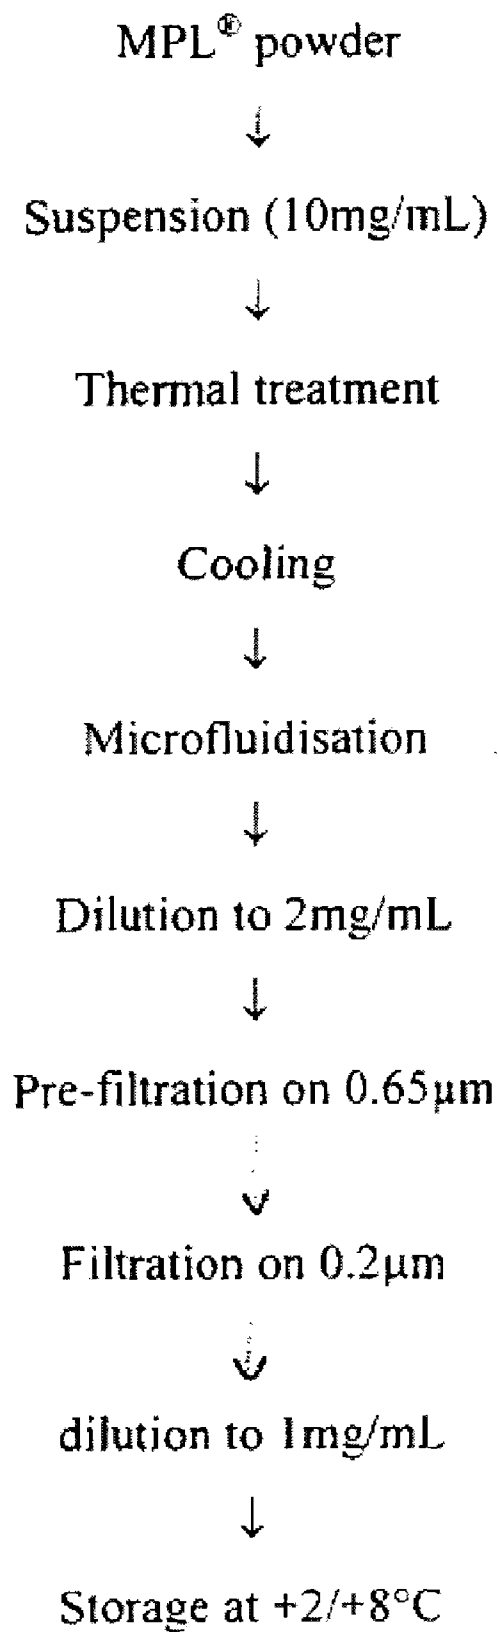 MPL® powder
↓
Suspension (10mg/mL)
↓
Thermal treatment
↓
Cooling
↓
Microfluidisation
↓
Dilution to 2mg/mL
↓
Pre-filtration on 0.65µm
↓
Filtration on 0.2µm
↓
dilution to 1mg/mL
↓
Storage at +2/+8°C